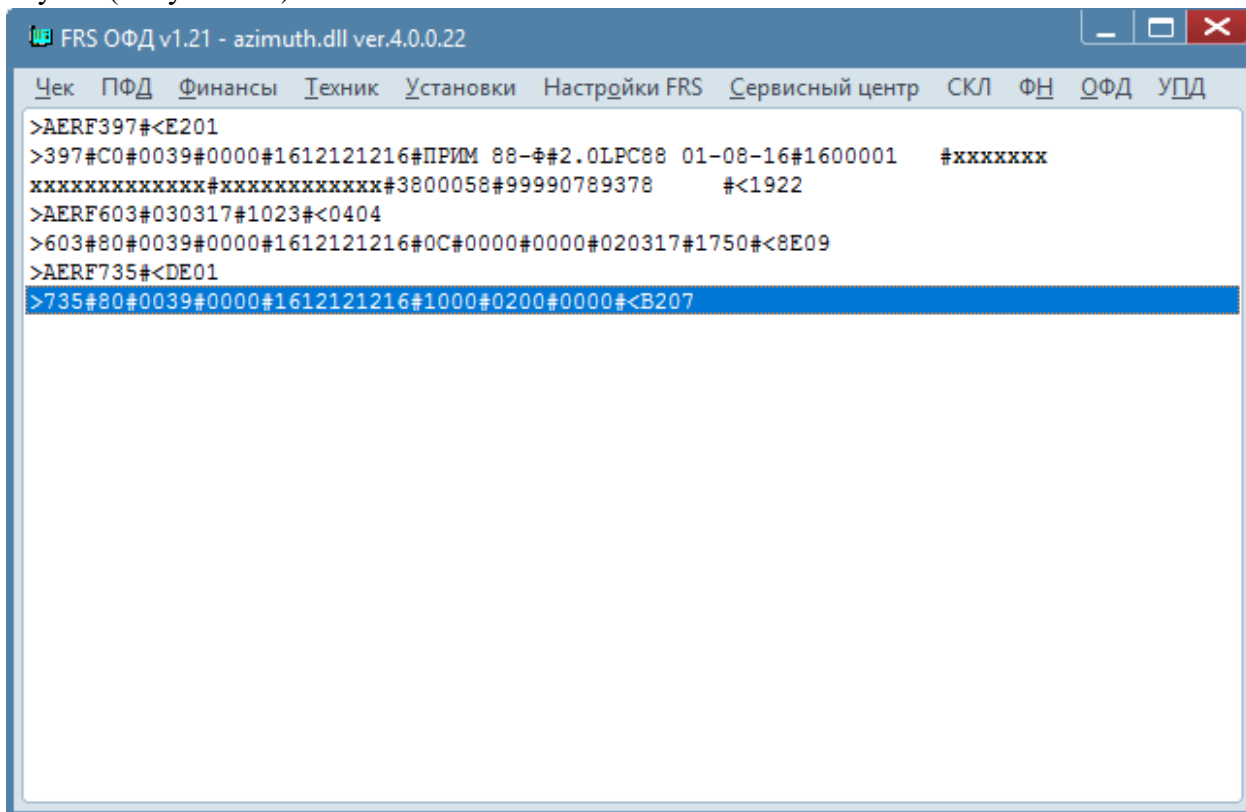 FRS ОФД v1.21 - azimuth.dll ver.4.0.0.22
Чек ПФД Финансы Техник Установки Настройки FRS Сервисный центр СКЛ ФН ОФД УПД
>AERF397#<E201
>397#C0#0039#0000#1612121216#ПРИМ 88-Ф#2.0LPC88 01-08-16#1600001 #xxxxxxx
xxxxxxxxxxxxx#xxxxxxxxxxxx#3800058#99990789378 #<1922
>AERF603#030317#1023#<0404
>603#80#0039#0000#1612121216#0C#0000#0000#020317#1750#<8E09
>AERF735#<DE01
>735#80#0039#0000#1612121216#1000#0200#0000#<B207